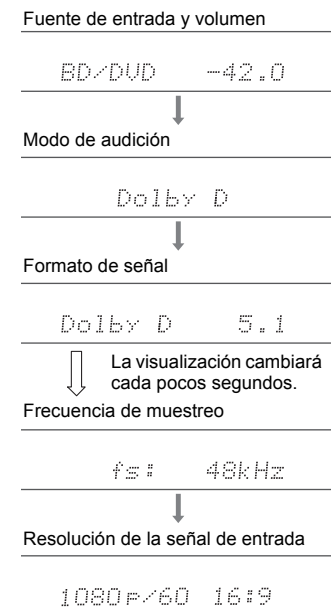 Fuente de entrada y volumen
BD/DVD -42.0
Modo de audición
Dolby D
Formato de señal
Dolby D 5.1
La visualización cambiará
cada pocos segundos.
Frecuencia de muestreo
fs: 48kHz
Resolución de la señal de entrada
1080p/60 16:9